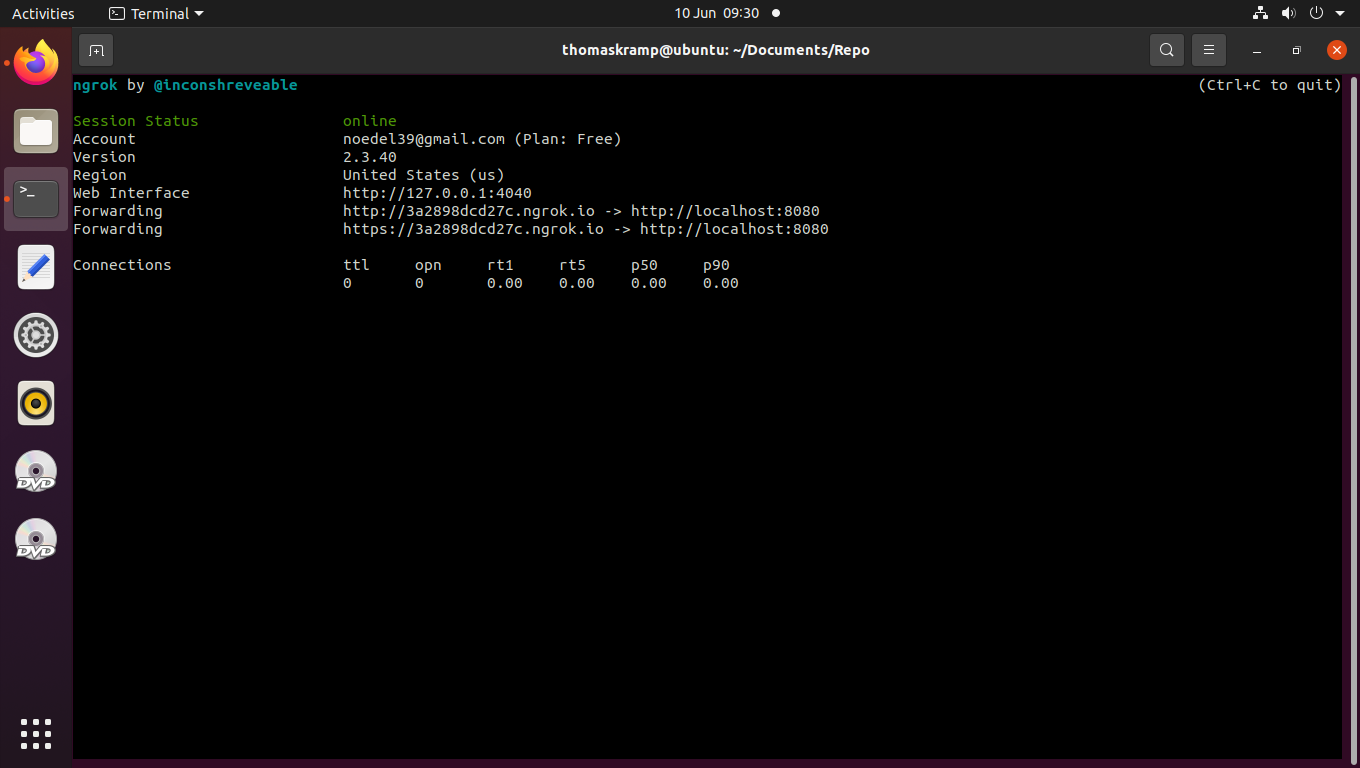 Activities Terminal 10 Jun 09:30
thomaskramp@ubuntu: ~/Documents/Repo
ngrok by @inconshreveable (Ctrl+C to quit)
Session Status online
Account noedel39@gmail.com (Plan: Free)
Version 2.3.40
Region United States (us)
Web Interface http://127.0.0.1:4040
Forwarding http://3a2898dcd27c.ngrok.io -> http://localhost:8080
Forwarding https://3a2898dcd27c.ngrok.io -> http://localhost:8080
Connections ttl opn rt1 rt5 p50 p90
0 0 0.00 0.00 0.00 0.00
>_
DVD
DVD